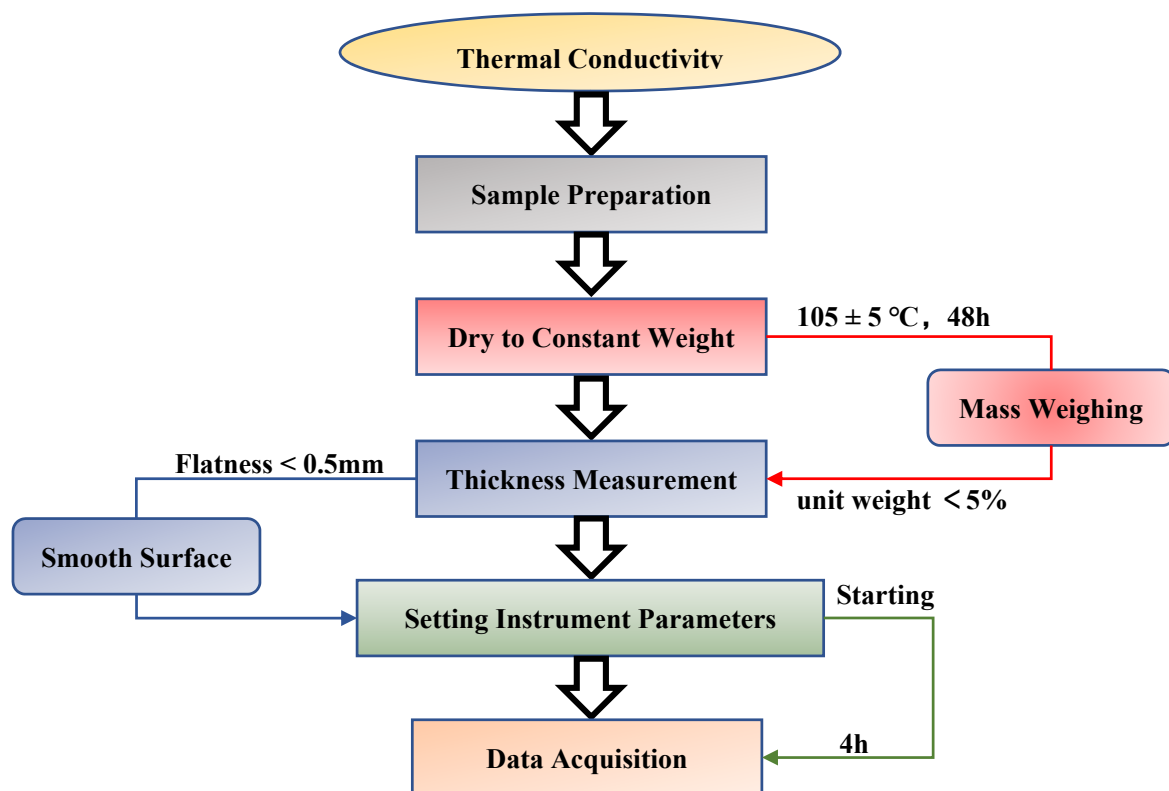 Thermal Conductivity
Sample Preparation
Dry to Constant Weight
105 ± 5 ℃，48h
Mass Weighing
unit weight ＜5%
Thickness Measurement
Flatness < 0.5mm
Smooth Surface
Setting Instrument Parameters
Starting
4h
Data Acquisition